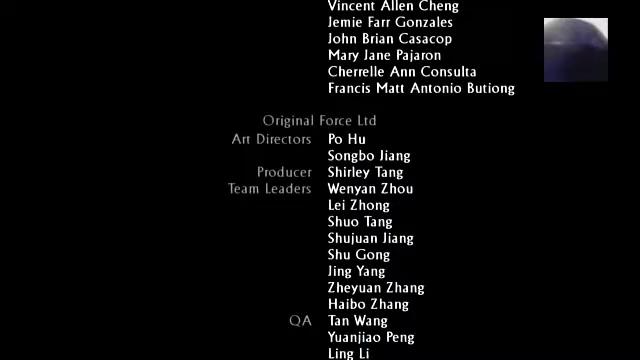 Vincent Allen Cheng
Jemie Farr Gonzales
John Brian Casacop
Mary Jane Pajaron
Cherrelle Ann Consulta
Francis Matt Antonio Butiong
Original Force Ltd
Art Directors Po Hu
Songbo Jiang
Producer Shirley Tang
Team Leaders Wenyan Zhou
Lei Zhong
Shuo Tang
Shujuan Jiang
Shu Gong
Jing Yang
Zheyuan Zhang
Haibo Zhang
QA Tan Wang
Yuanjiao Peng
Ling Li